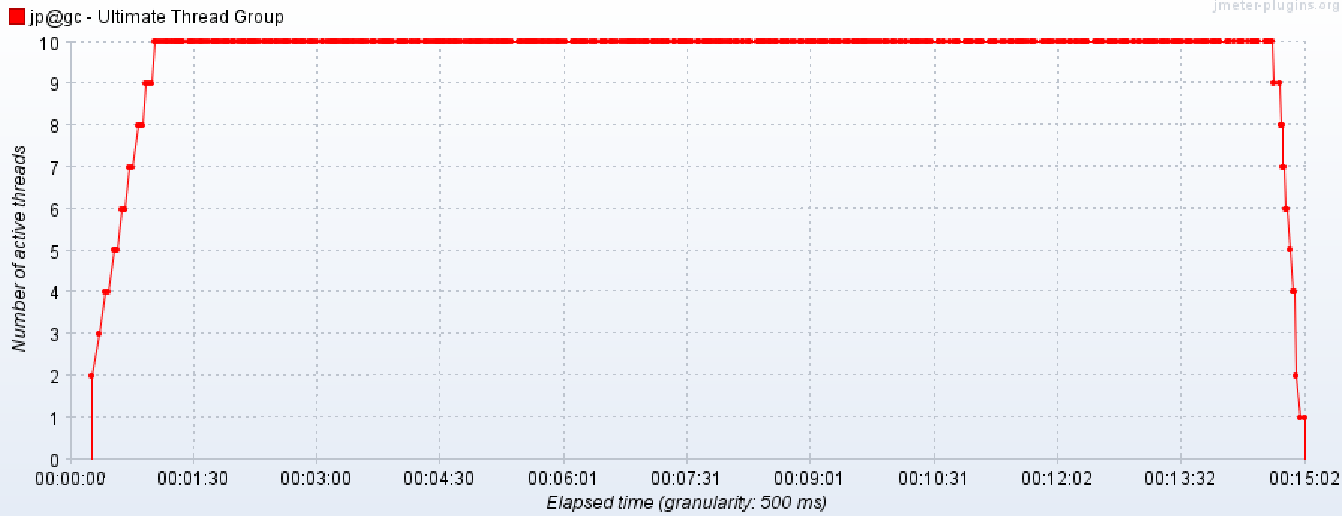 jmeter-plugins.org
jp@gc - Ultimate Thread Group
10
9
8
7
6
5
4
3
2
1
0
Number of active threads
00:00:00 00:01:30 00:03:00 00:04:30 00:06:01 00:07:31 00:09:01 00:10:31 00:12:02 00:13:32 00:15:02
Elapsed time (granularity: 500 ms)